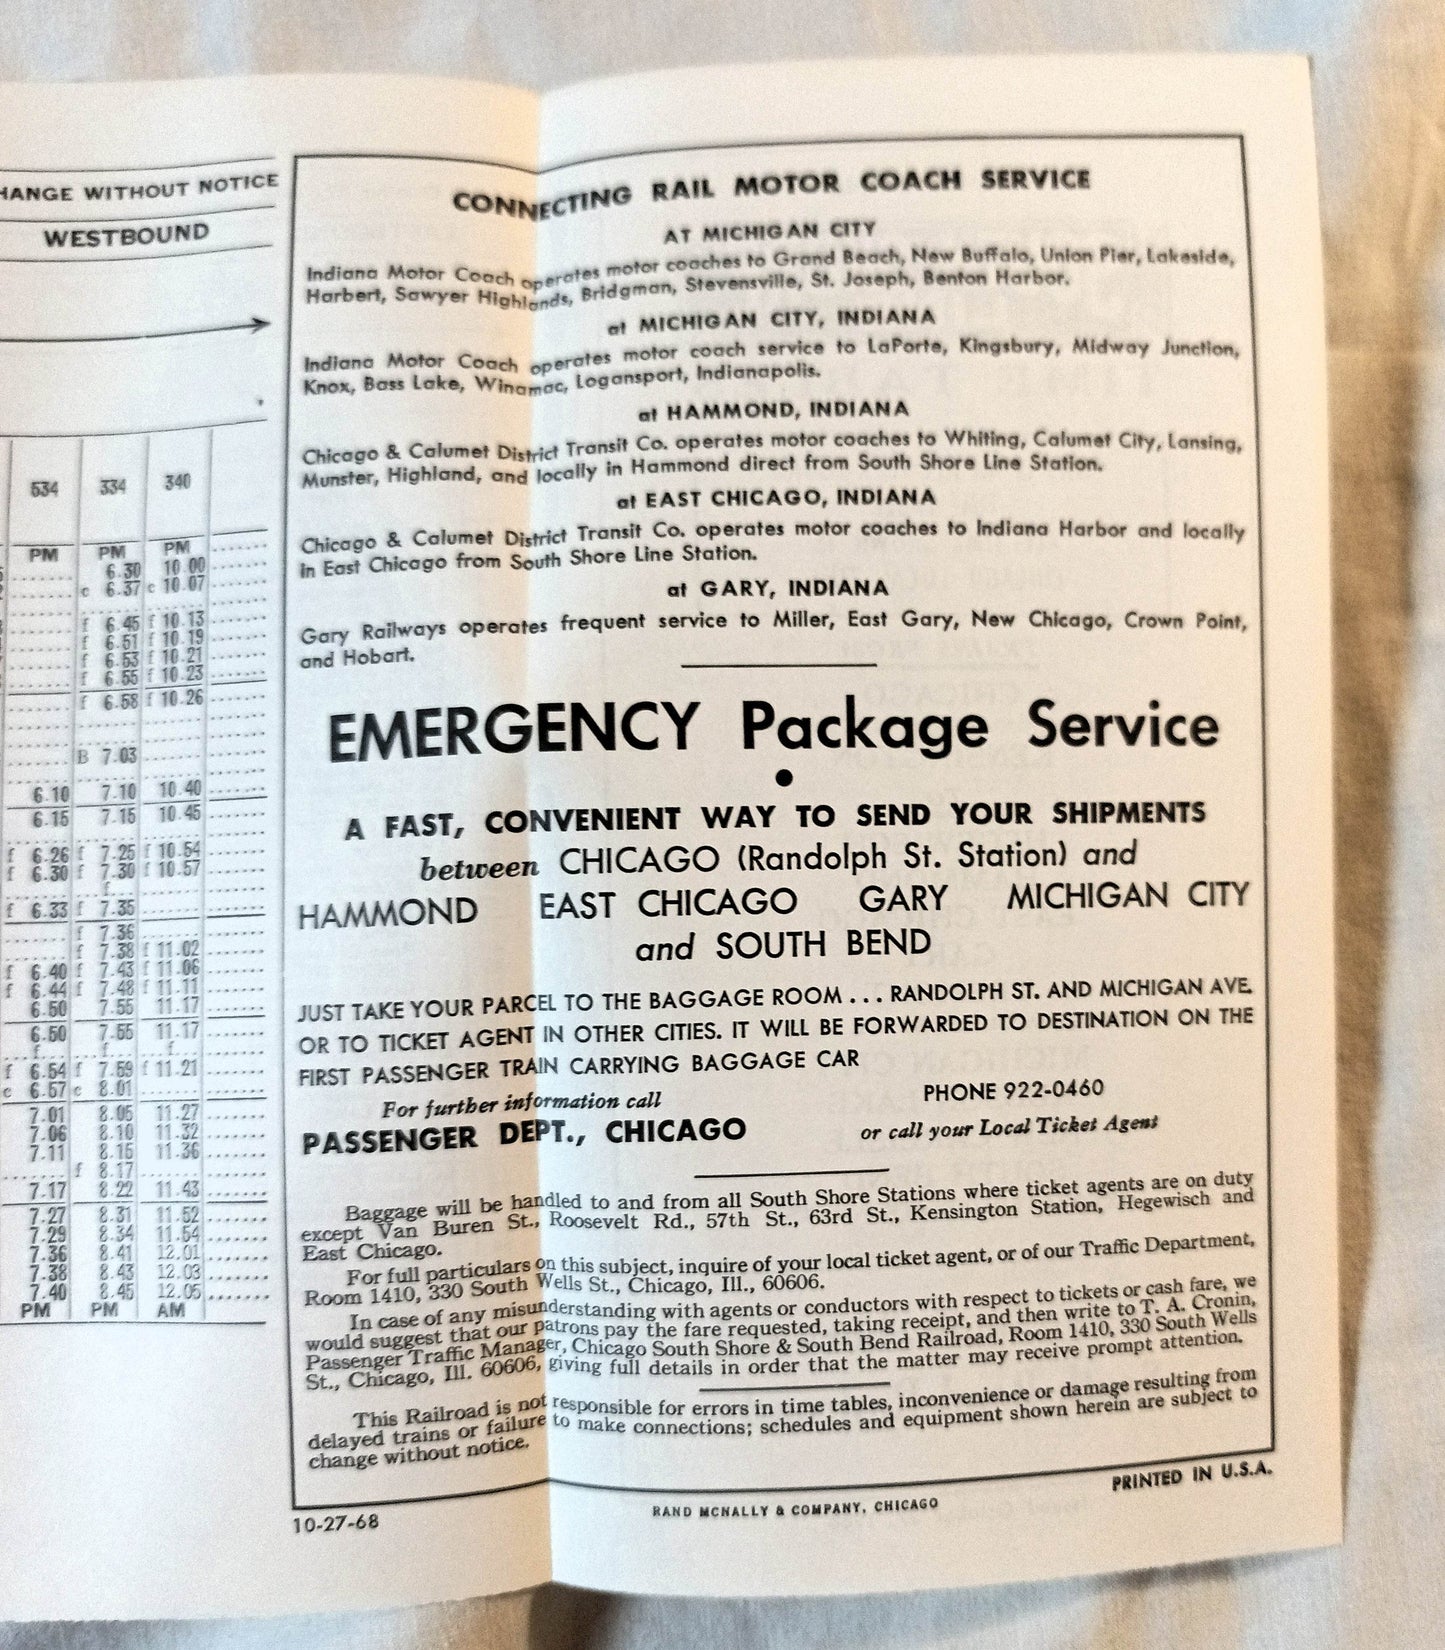 HANGE WITHOUT NOTICE
WESTBOUND
534 334 340
PM PM PM
6.30 10.00
c 6.37 c 10.07
f 6.45 f 10.13
f 6.51 f 10.19
f 6.53 f 10.21
f 6.55 f 10.23
f 6.58 f 10.26
B 7.03
6.10 7.10 10.40
6.15 7.15 10.45
f 6.26 f 7.25 f 10.54
f 6.30 f 7.30 f 10.57
f
f 6.33 f 7.35
f 7.36
f 7.38 f 11.02
f 6.40 f 7.43 f 11.06
f 6.44 f 7.48 f 11.11
6.50 7.55 11.17
6.50 7.55 11.17
f f f
f 6.54 f 7.59 f 11.21
c 6.57 c 8.01
7.01 8.05 11.27
7.06 8.10 11.32
7.11 8.15 11.36
f 8.17
7.17 8.22 11.43
7.27 8.31 11.52
7.29 8.34 11.54
7.36 8.41 12.01
7.38 8.43 12.03
7.40 8.45 12.05
PM PM AM
CONNECTING RAIL MOTOR COACH SERVICE
AT MICHIGAN CITY
Indiana Motor Coach operates motor coaches to Grand Beach, New Buffalo, Union Pier, Lakeside,
Harbert, Sawyer Highlands, Bridgman, Stevensville, St. Joseph, Benton Harbor.
at MICHIGAN CITY, INDIANA
Indiana Motor Coach operates motor coach service to LaPorte, Kingsbury, Midway Junction,
Knox, Bass Lake, Winamac, Logansport, Indianapolis.
at HAMMOND, INDIANA
Chicago & Calumet District Transit Co. operates motor coaches to Whiting, Calumet City, Lansing,
Munster, Highland, and locally in Hammond direct from South Shore Line Station.
at EAST CHICAGO, INDIANA
Chicago & Calumet District Transit Co. operates motor coaches to Indiana Harbor and locally
in East Chicago from South Shore Line Station.
at GARY, INDIANA
Gary Railways operates frequent service to Miller, East Gary, New Chicago, Crown Point,
and Hobart.
EMERGENCY Package Service
•
A FAST, CONVENIENT WAY TO SEND YOUR SHIPMENTS
between CHICAGO (Randolph St. Station) and
HAMMOND EAST CHICAGO GARY MICHIGAN CITY
and SOUTH BEND
JUST TAKE YOUR PARCEL TO THE BAGGAGE ROOM . . . RANDOLPH ST. AND MICHIGAN AVE.
OR TO TICKET AGENT IN OTHER CITIES. IT WILL BE FORWARDED TO DESTINATION ON THE
FIRST PASSENGER TRAIN CARRYING BAGGAGE CAR
For further information call PHONE 922-0460
PASSENGER DEPT., CHICAGO or call your Local Ticket Agent
Baggage will be handled to and from all South Shore Stations where ticket agents are on duty
except Van Buren St., Roosevelt Rd., 57th St., 63rd St., Kensington Station, Hegewisch and
East Chicago.
For full particulars on this subject, inquire of your local ticket agent, or of our Traffic Department,
Room 1410, 330 South Wells St., Chicago, Ill., 60606.
In case of any misunderstanding with agents or conductors with respect to tickets or cash fare, we
would suggest that our patrons pay the fare requested, taking receipt, and then write to T. A. Cronin,
Passenger Traffic Manager, Chicago South Shore & South Bend Railroad, Room 1410, 330 South Wells
St., Chicago, Ill. 60606, giving full details in order that the matter may receive prompt attention.
This Railroad is not responsible for errors in time tables, inconvenience or damage resulting from
delayed trains or failure to make connections; schedules and equipment shown herein are subject to
change without notice.
10-27-68
RAND MCNALLY & COMPANY, CHICAGO
PRINTED IN U.S.A.